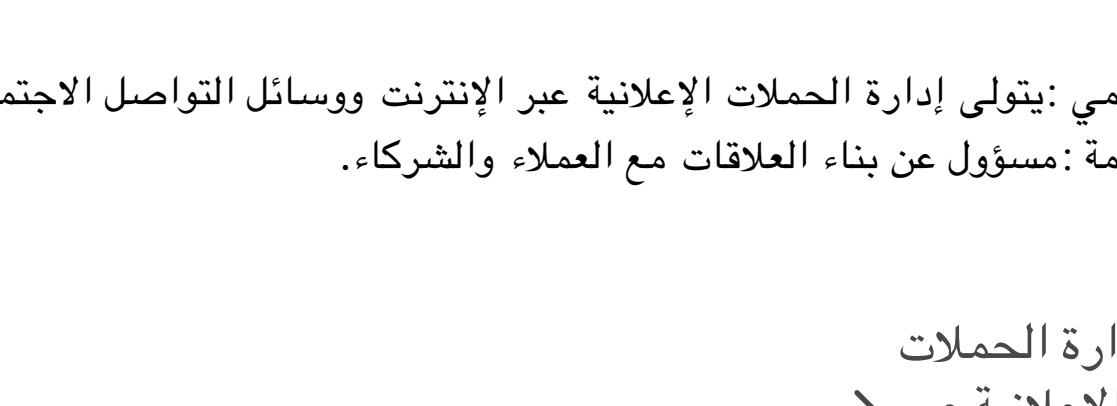 مي :يتولى إدارة الحملات الإعلانية عبر الإنترنت ووسائل التواصل الاجتم
مة :مسؤول عن بناء العلاقات مع العملاء والشركاء.
ارة الحملات